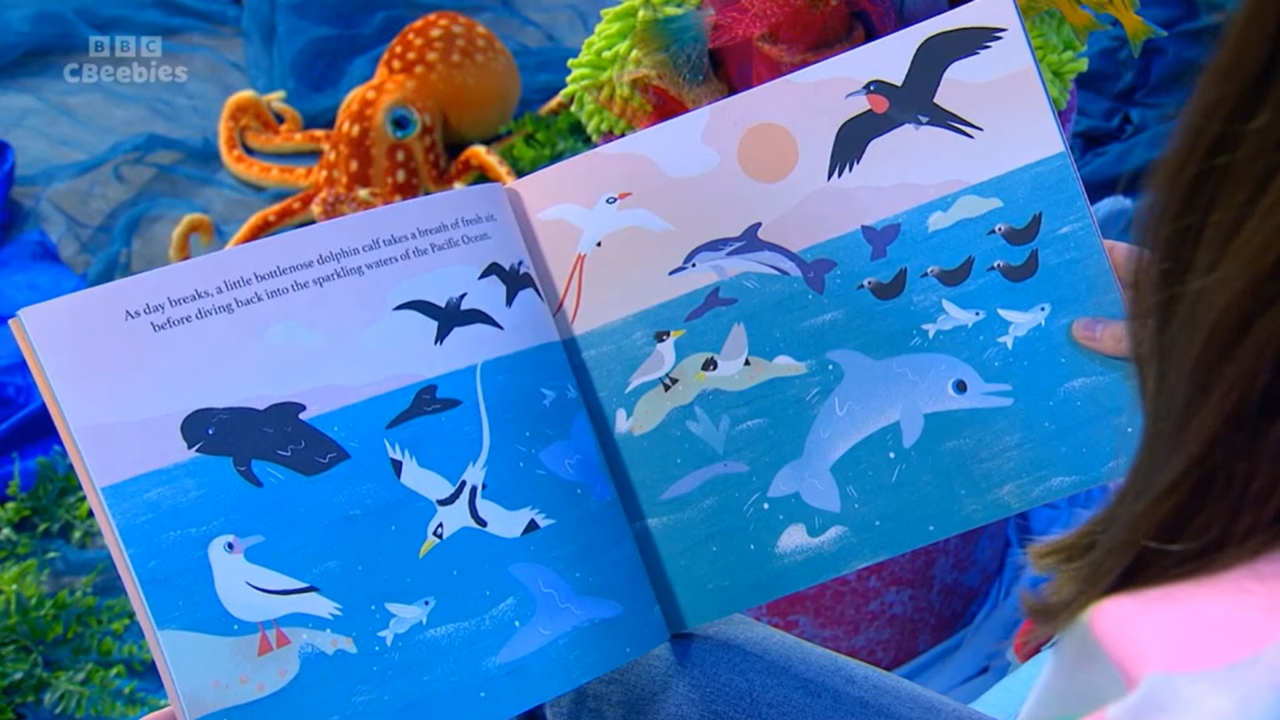 BBC
CBeebies
As day breaks, a little bottlenose dolphin calf takes a breath of fresh air,
before diving back into the sparkling waters of the Pacific Ocean.